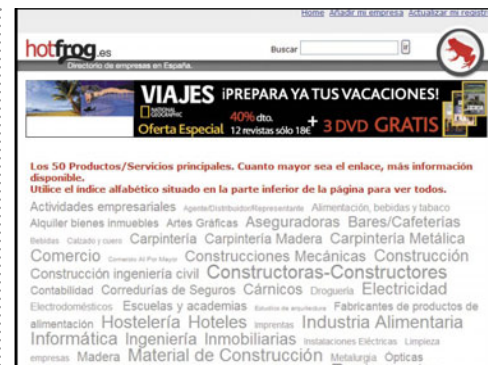 Home Añadir mi empresa Actualizar mi registr
hotfrog.es
Buscar
ir
Directorio de empresas en España.
VIAJES ¡PREPARA YA TUS VACACIONES!
NATIONAL GEOGRAPHIC
Oferta Especial 40% dto. 12 revistas sólo 18€ + 3 DVD GRATIS
Los 50 Productos/Servicios principales. Cuanto mayor sea el enlace, más información
disponible.
Utilice el índice alfabético situado en la parte inferior de la página para ver todos.
Actividades empresariales Agente/Distribuidor/Representante Alimentación, bebidas y tabaco
Alquiler bienes inmuebles Artes Gráficas Aseguradoras Bares/Cafeterías
Bebidas Calzado y cuero Carpintería Carpintería Madera Carpintería Metálica
Comercio Comercio Al Por Mayor Construcciones Mecánicas Construcción
Construcción ingeniería civil Constructoras-Constructores
Contabilidad Corredurías de Seguros Cárnicos Droguería Electricidad
Electrodomésticos Escuelas y academias Estudios de arquitectura Fabricantes de productos de
alimentación Hostelería Hoteles Imprentas Industria Alimentaria
Informática Ingeniería Inmobiliarias Instalaciones Eléctricas Limpieza
empresas Madera Material de Construcción Metalurgia Ópticas